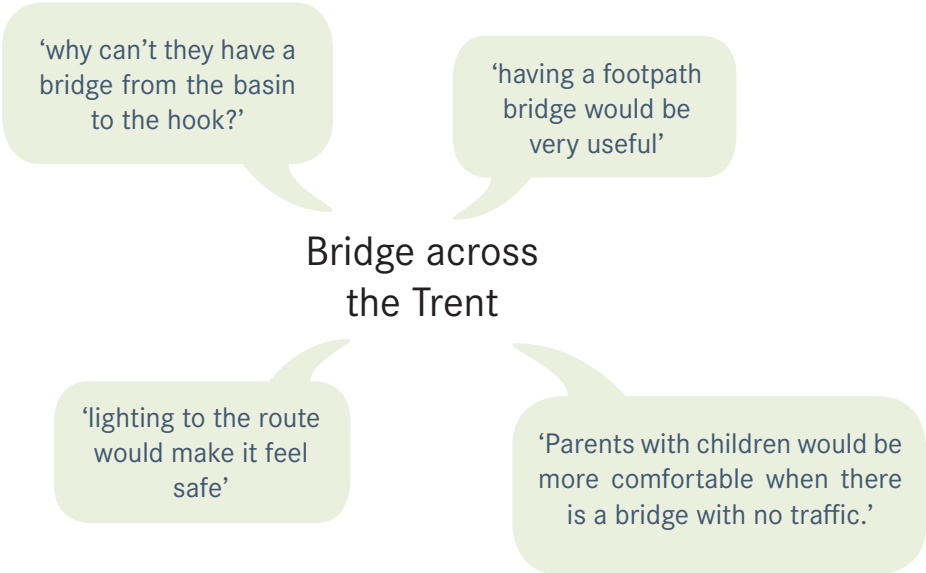 ‘why can’t they have a
bridge from the basin
to the hook?’
‘having a footpath
bridge would be
very useful’
Bridge across
the Trent
‘lighting to the route
would make it feel
safe’
‘Parents with children would be
more comfortable when there
is a bridge with no traffic.’